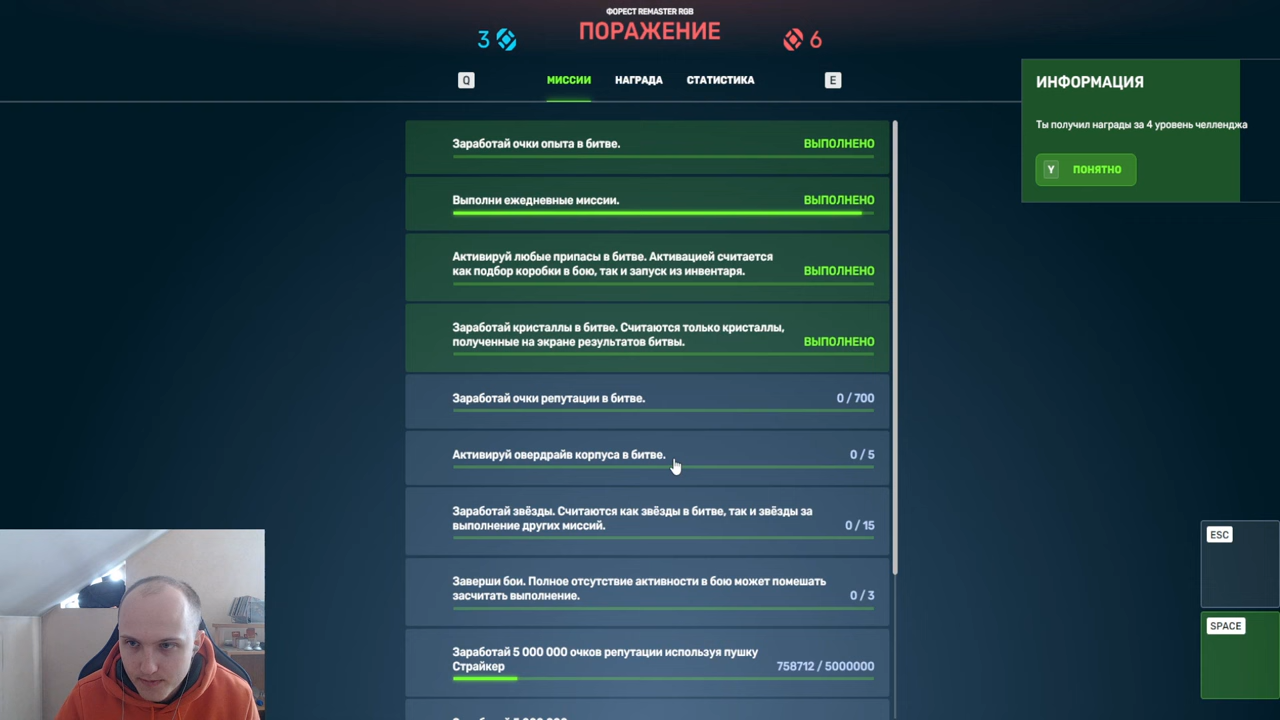 ФОРЕСТ REMASTER RGB
3
ПОРАЖЕНИЕ
6
Q
МИССИИ
НАГРАДА
СТАТИСТИКА
E
ИНФОРМАЦИЯ
Ты получил награды за 4 уровень челленджа
Y ПОНЯТНО
Заработай очки опыта в битве.
ВЫПОЛНЕНО
Выполни ежедневные миссии.
ВЫПОЛНЕНО
Активируй любые припасы в битве. Активацией считается
как подбор коробки в бою, так и запуск из инвентаря.
ВЫПОЛНЕНО
Заработай кристаллы в битве. Считаются только кристаллы,
полученные на экране результатов битвы.
ВЫПОЛНЕНО
Заработай очки репутации в битве.
0 / 700
Активируй овердрайв корпуса в битве.
0 / 5
Заработай звёзды. Считаются как звёзды в битве, так и звёзды за
выполнение других миссий.
0 / 15
Заверши бои. Полное отсутствие активности в бою может помешать
засчитать выполнение.
0 / 3
Заработай 5 000 000 очков репутации используя пушку
Страйкер
758712 / 5000000
ESC
SPACE